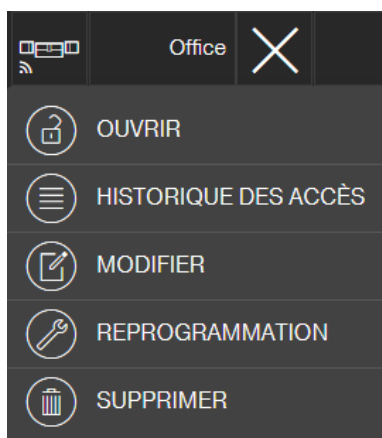 Office
OUVRIR
HISTORIQUE DES ACCÈS
MODIFIER
REPROGRAMMATION
SUPPRIMER